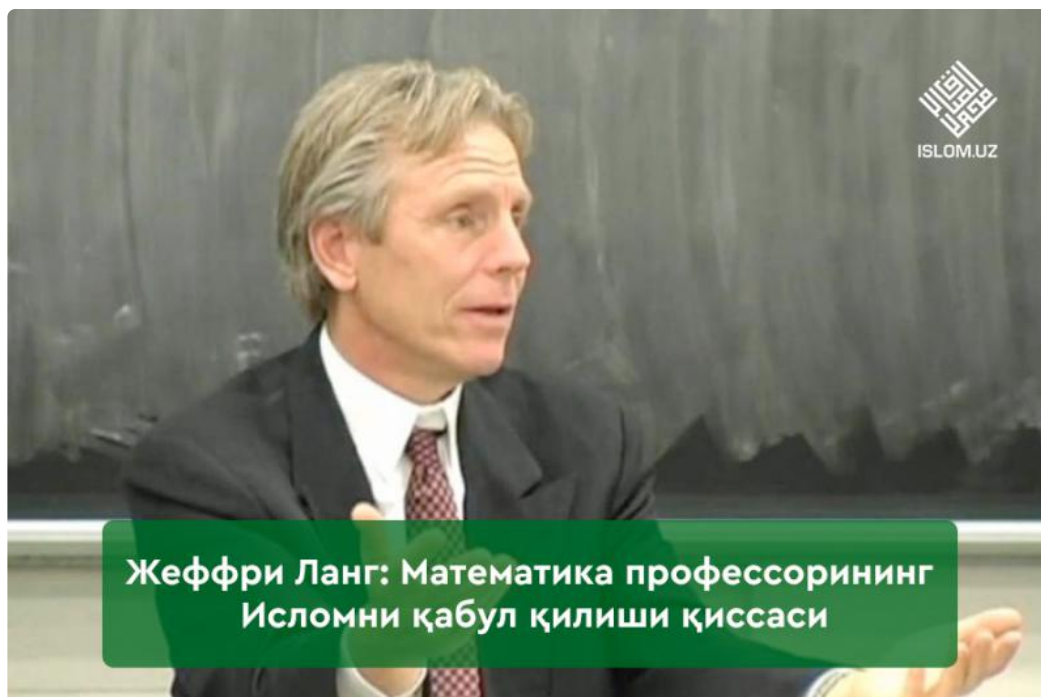 ISLOM.UZ
Жеффри Ланг: Математика профессорининг
Исломни қабул қилиши қиссаси